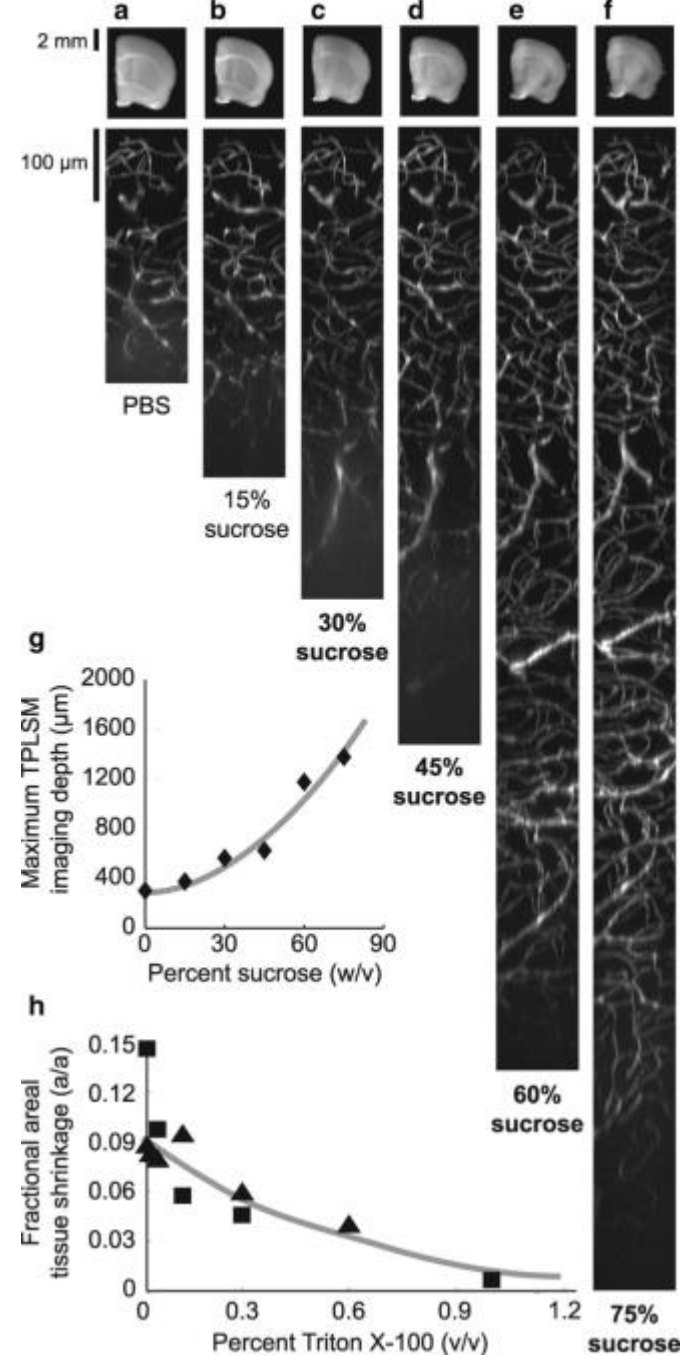 a b c d e f
2 mm
100 µm
PBS
15%
sucrose
30%
sucrose
45%
sucrose
60%
sucrose
75%
sucrose
g
Maximum TPLSM
imaging depth (µm)
2000
1600
1200
800
400
0
0 30 60 90
Percent sucrose (w/v)
h
Fractional areal
tissue shrinkage (a/a)
0.15
0.12
0.09
0.06
0.03
0
0 0.3 0.6 0.9 1.2
Percent Triton X-100 (v/v)